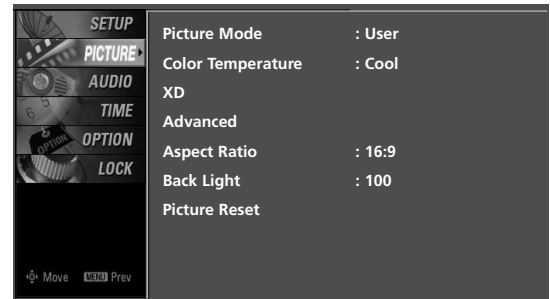 SETUP
PICTURE
AUDIO
TIME
OPTION
LOCK
Move MENU Prev
Picture Mode : User
Color Temperature : Cool
XD
Advanced
Aspect Ratio : 16:9
Back Light : 100
Picture Reset